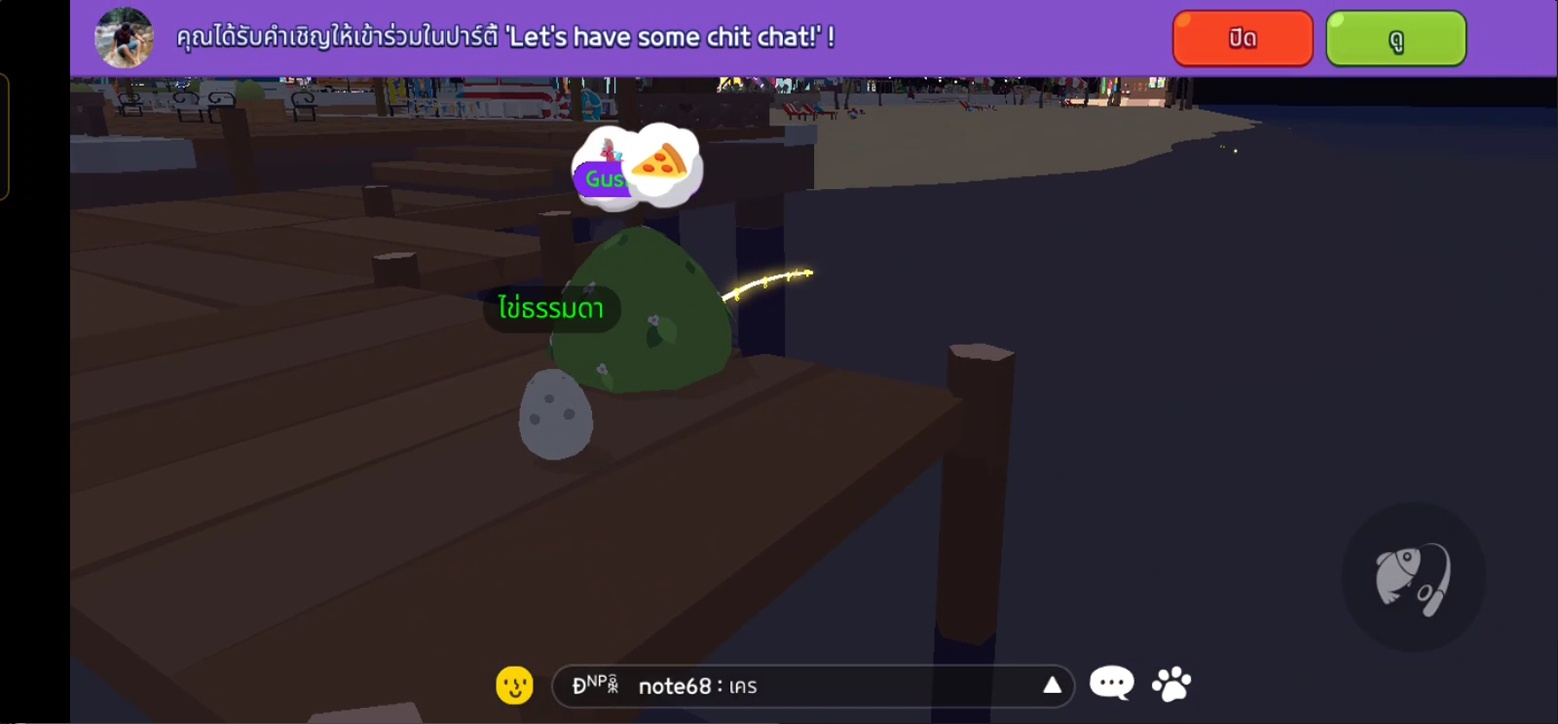 คุณได้รับคำเชิญให้เข้าร่วมในปาร์ตี้ 'Let's have some chit chat!' !
ปิด
ดู
Gus
ไข่ธรรมดา
note68 : เคร